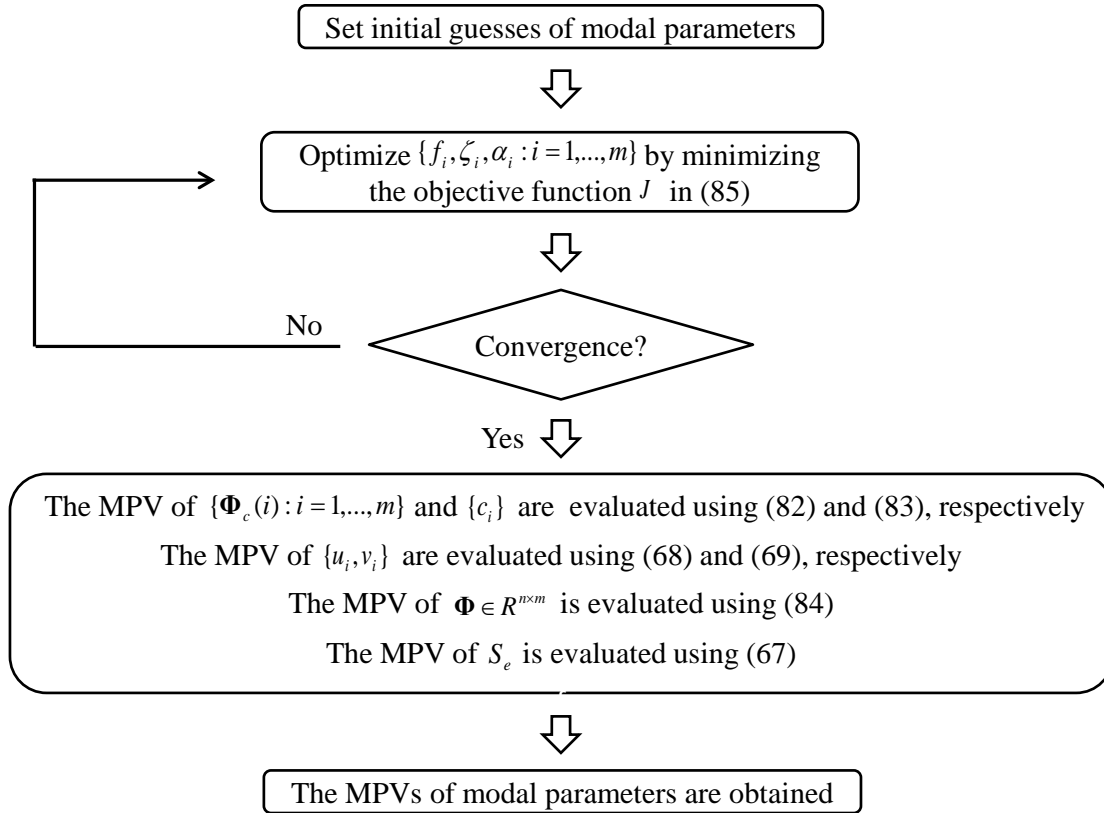 Set initial guesses of modal parameters
Optimize {f_i, ζ_i, α_i : i = 1,...,m} by minimizing
the objective function J in (85)
No
Convergence?
Yes
The MPV of {Φ_c(i) : i = 1,...,m} and {c_i} are evaluated using (82) and (83), respectively
The MPV of {u_i, v_i} are evaluated using (68) and (69), respectively
The MPV of Φ ∈ R^{n×m} is evaluated using (84)
The MPV of S_e is evaluated using (67)
The MPVs of modal parameters are obtained